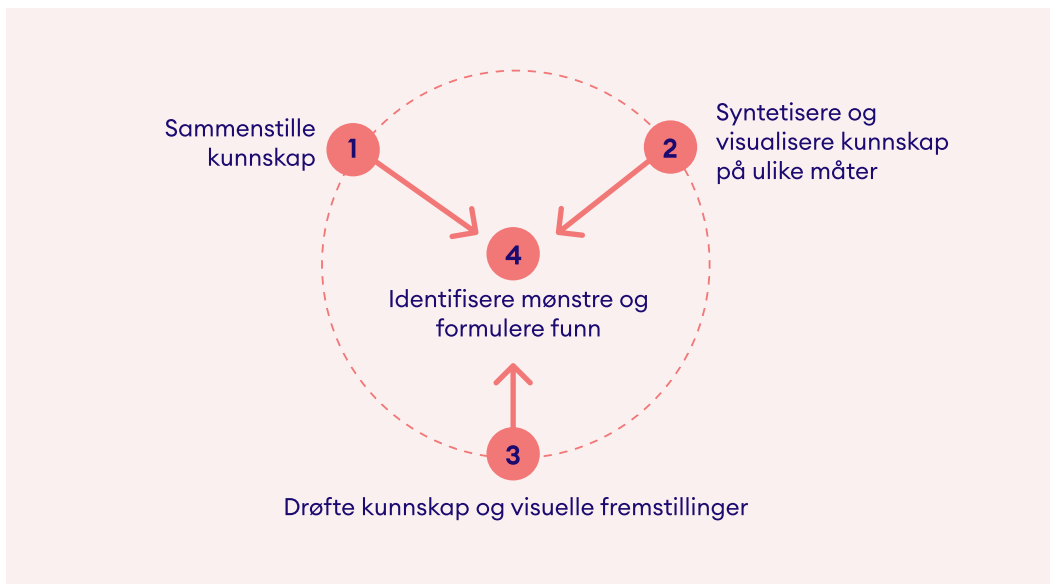 1
Sammenstille
kunnskap
2
Syntetisere og
visualisere kunnskap
på ulike måter
4
Identifisere mønstre og
formulere funn
3
Drøfte kunnskap og visuelle fremstillinger